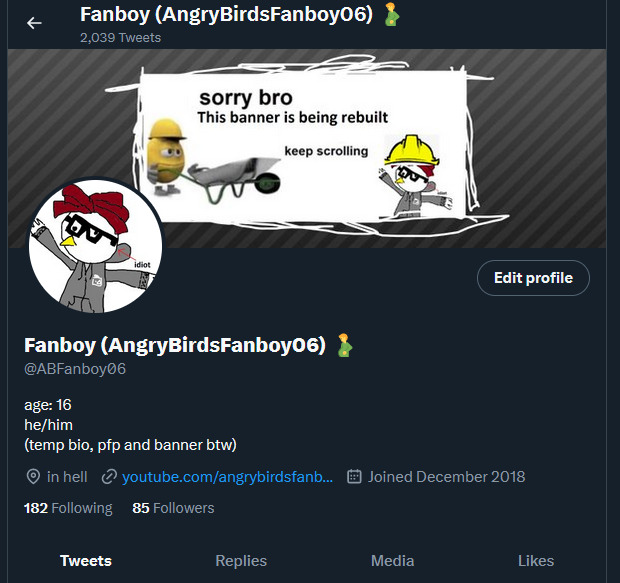 Fanboy (AngryBirdsFanboy06) 🤰
2,039 Tweets
sorry bro
This banner is being rebuilt
keep scrolling
idiot
idiot
Edit profile
Fanboy (AngryBirdsFanboy06) 🤰
@ABFanboy06
age: 16
he/him
(temp bio, pfp and banner btw)
in hell youtube.com/angrybirdsfanb... Joined December 2018
182 Following 85 Followers
Tweets Replies Media Likes